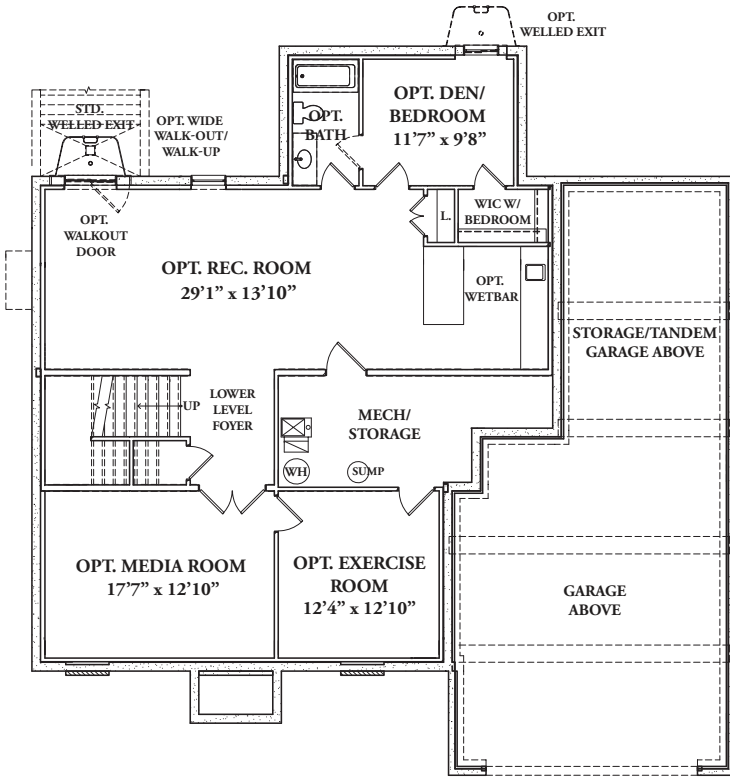 OPT.
WELLED EXIT
OPT. DEN/
BEDROOM
11'7" x 9'8"
OPT.
BATH
STD.
WELLED EXIT
OPT. WIDE
WALK-OUT/
WALK-UP
OPT.
WALKOUT
DOOR
L.
WIC W/
BEDROOM
OPT. REC. ROOM
29'1" x 13'10"
OPT.
WETBAR
STORAGE/TANDEM
GARAGE ABOVE
UP
LOWER
LEVEL
FOYER
MECH/
STORAGE
WH
SUMP
OPT. MEDIA ROOM
17'7" x 12'10"
OPT. EXERCISE
ROOM
12'4" x 12'10"
GARAGE
ABOVE